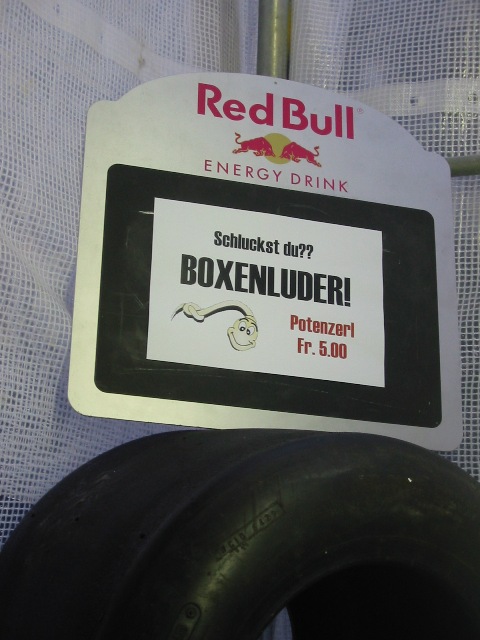 Red Bull
ENERGY DRINK
Schluckst du??
BOXENLUDER!
Potenzerl
Fr. 5.00